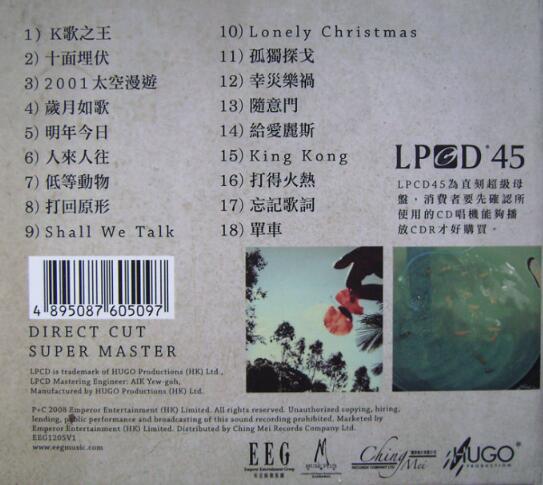 1) K歌之王
2) 十面埋伏
3) 2001太空漫遊
4) 歲月如歌
5) 明年今日
6) 人來人往
7) 低等動物
8) 打回原形
9) Shall We Talk
10) Lonely Christmas
11) 孤獨探戈
12) 幸災樂禍
13) 隨意門
14) 給愛麗斯
15) King Kong
16) 打得火熱
17) 忘記歌詞
18) 單車
LPCD45
LPCD45為直刻超級母
盤，消費者要先確認所
使用的CD唱機能夠播
放CDR才好購買。
4 895087 605097
DIRECT CUT
SUPER MASTER
LPCD is trademark of HUGO Productions (HK) Ltd.,
LPCD Mastering Engineer: AIK Yew-goh,
Manufactured by HUGO Productions (HK) Ltd.
P+C 2008 Emperor Entertainment (HK) Limited. All rights reserved. Unauthorized copying, hiring,
lending, public performance and broadcasting of this sound recording prohibited. Marketed by
Emperor Entertainment (HK) Limited. Distributed by Ching Mei Records Company Ltd.
EEG1205V1
www.eegmusic.com
EEG
Emperor Entertainment Group
Ching Mei
RECORDS COMPANY LTD.
HUGO
PRODUCTION